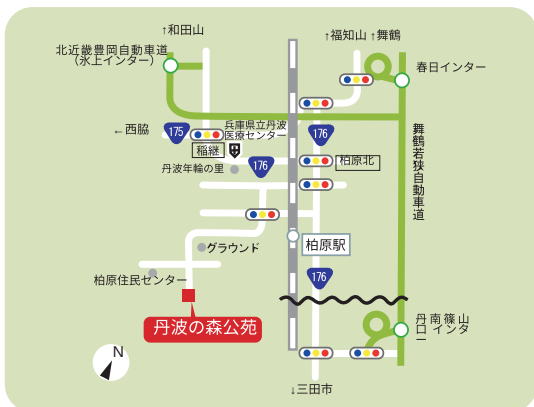 ↑和田山
↑福知山 ↑舞鶴
北近畿豊岡自動車道
(氷上インター)
春日インター
←西脇
175
兵庫県立丹波
医療センター
176
稲継
柏原北
丹波年輪の里
176
舞鶴若狭自動車道
グラウンド
柏原駅
柏原住民センター
176
丹波の森公苑
丹南篠山
口インター
N
↓三田市